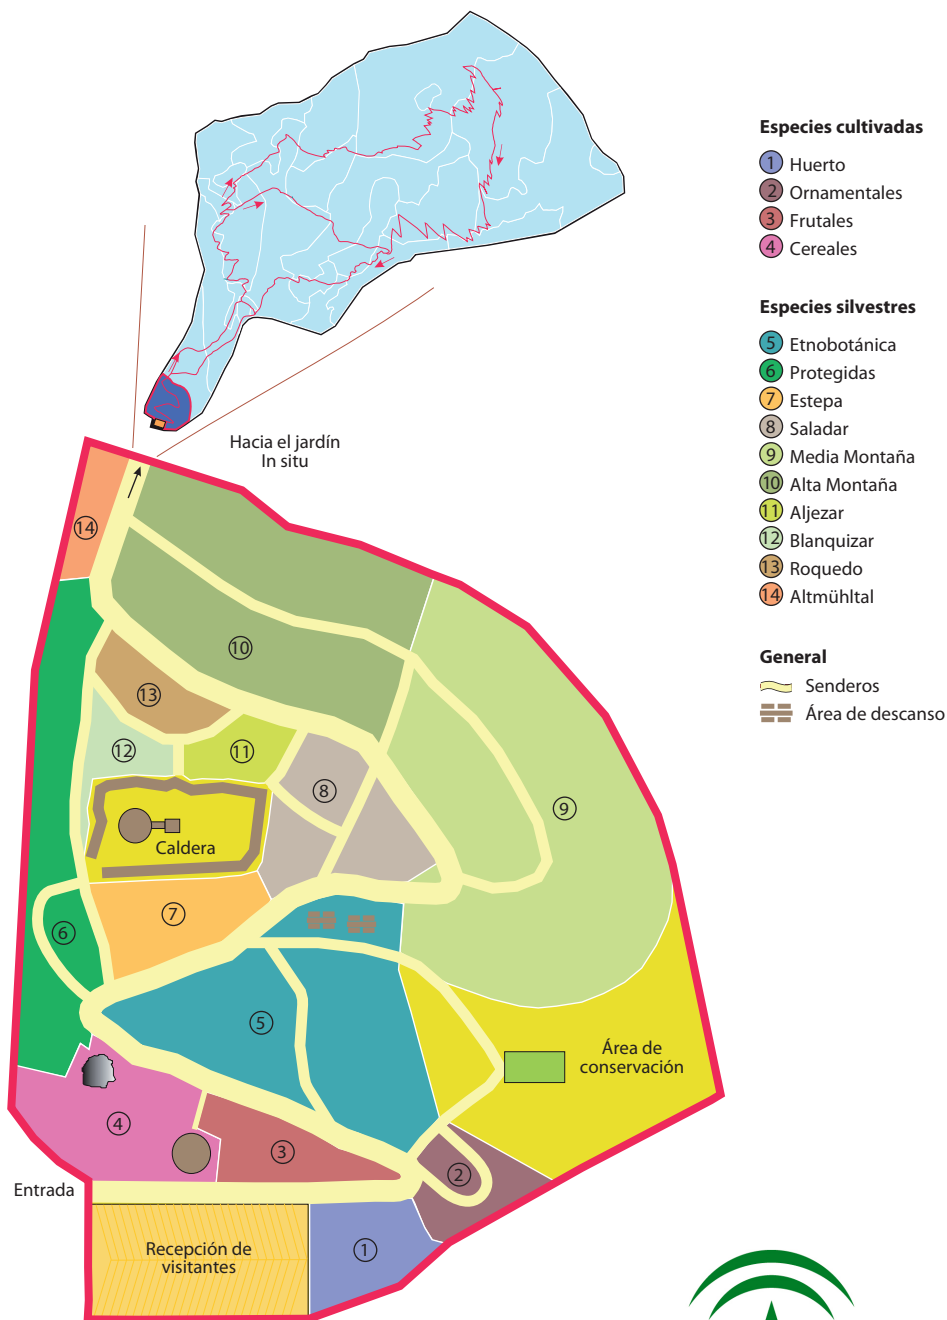 Especies cultivadas
1 Huerto
2 Ornamentales
3 Frutales
4 Cereales
Especies silvestres
5 Etnobotánica
6 Protegidas
7 Estepa
8 Saladar
9 Media Montaña
10 Alta Montaña
11 Aljezar
12 Blanquizar
13 Roquedo
14 Altmühltal
General
Senderos
Área de descanso
Hacia el jardín
In situ
14
10
13
12
11
8
9
Caldera
7
6
5
Área de
conservación
4
3
2
Entrada
Recepción de
visitantes
1